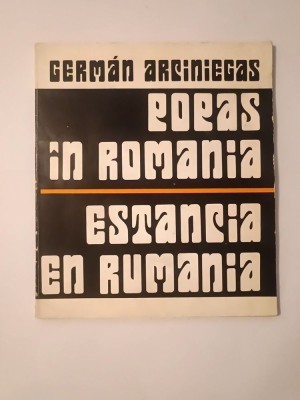 GERMÁN ARCINIEGAS
POPAS
IN ROMANIA
ESTANCIA
EN RUMANIA